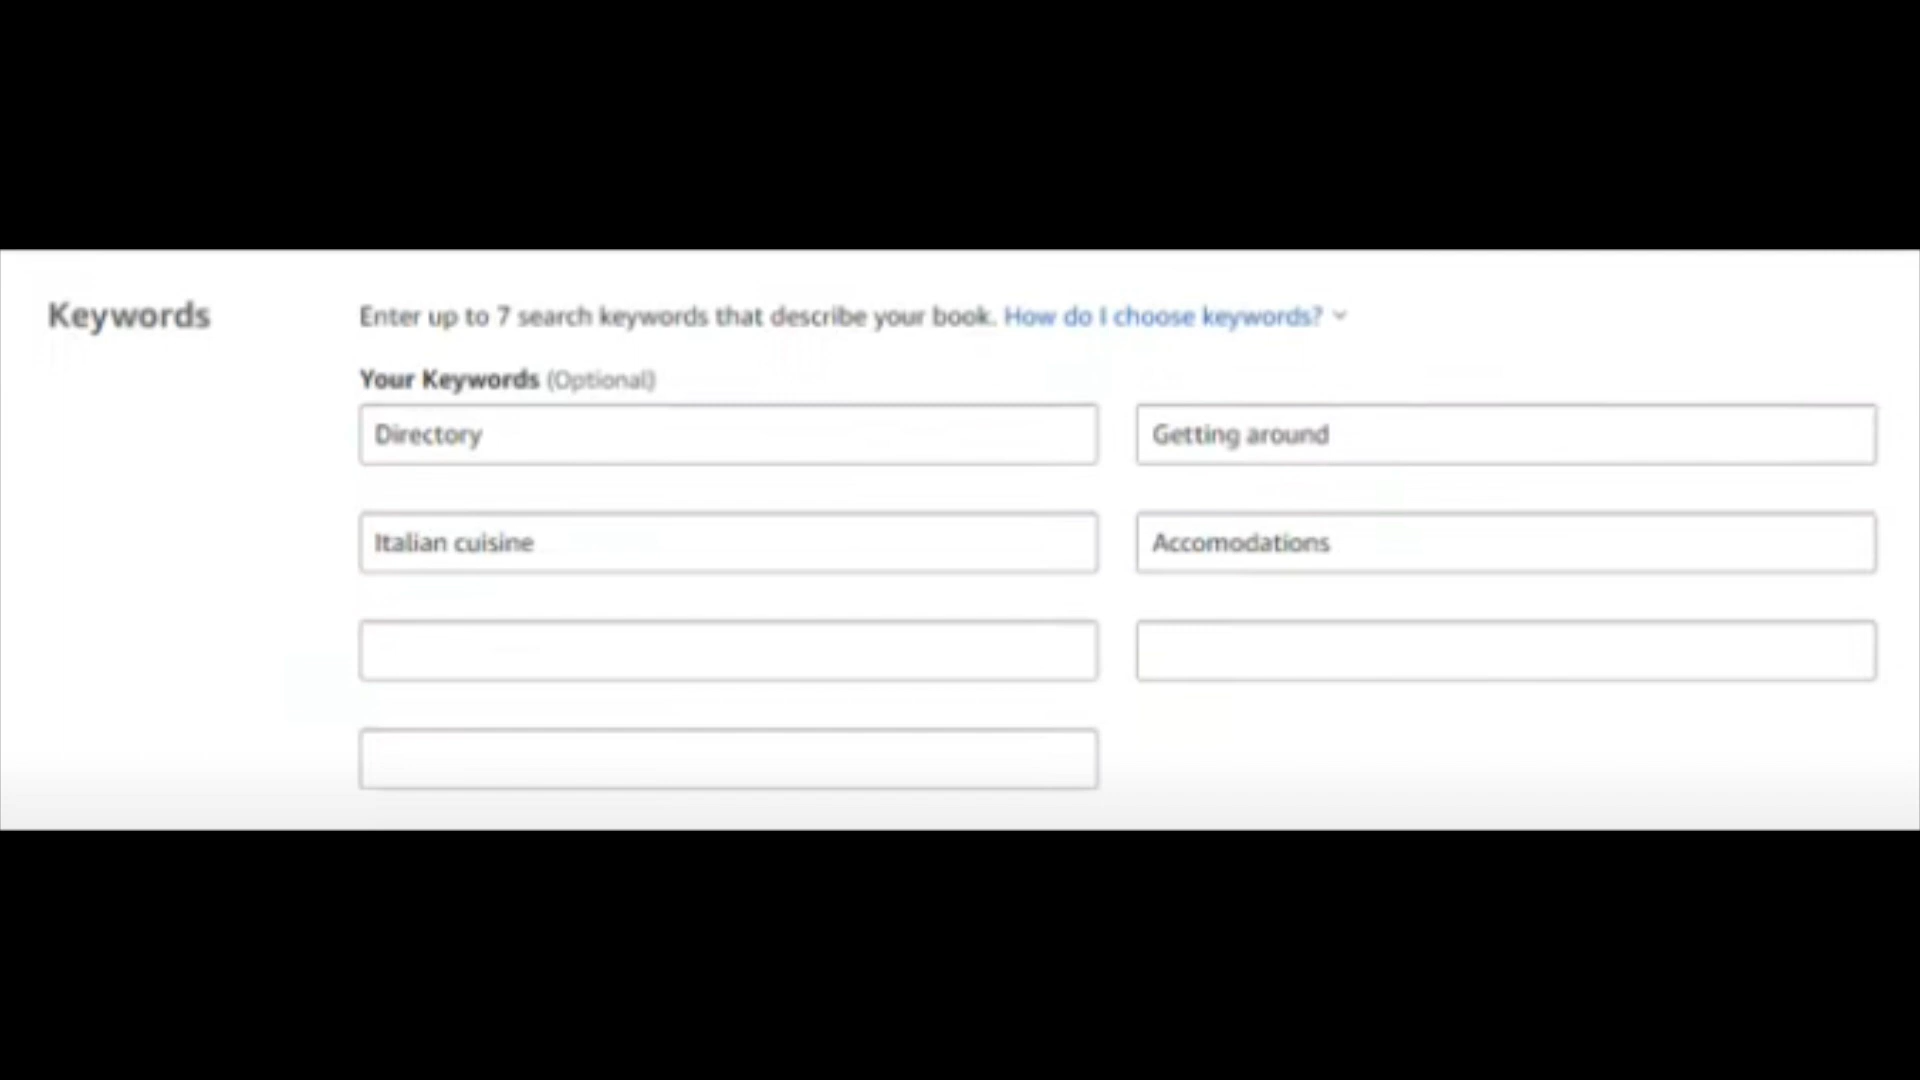 Keywords
Enter up to 7 search keywords that describe your book. How do I choose keywords?
Your Keywords (Optional)
Directory
Getting around
Italian cuisine
Accomodations